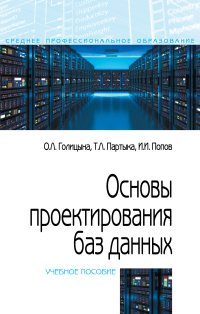 СРЕДНЕЕ ПРОФЕССИОНАЛЬНОЕ ОБРАЗОВАНИЕ
О.Л. Голицына, Т.Л. Партыка, И.И. Попов
Основы
проектирования
баз данных
УЧЕБНОЕ ПОСОБИЕ